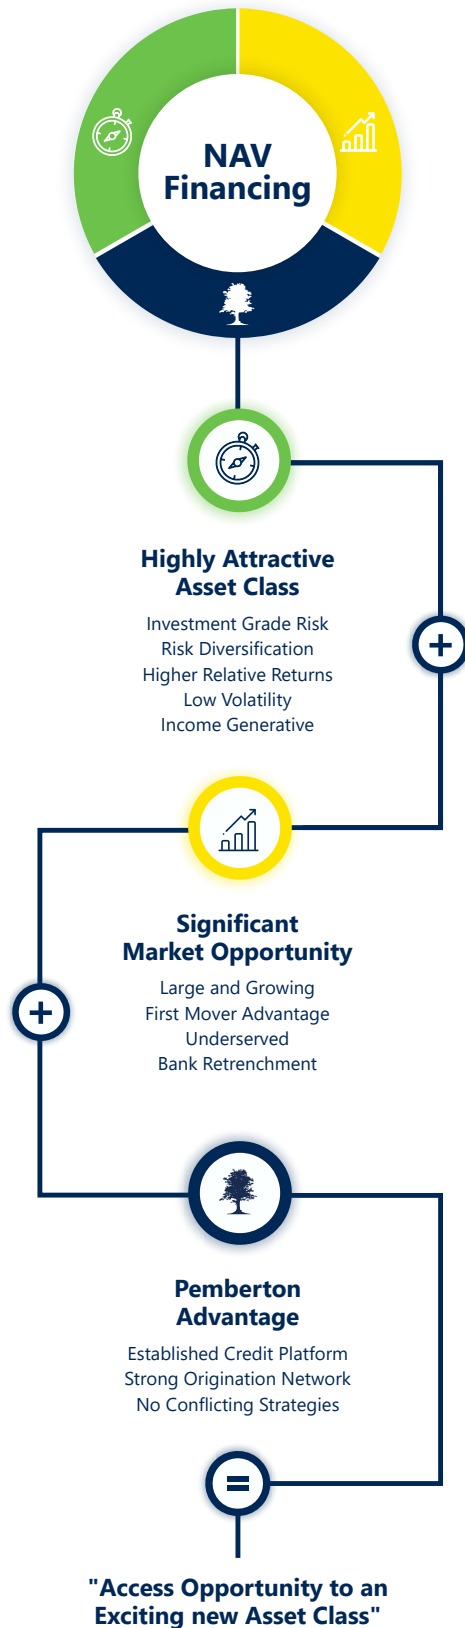 NAV
Financing
Highly Attractive
Asset Class
Investment Grade Risk
Risk Diversification
Higher Relative Returns
Low Volatility
Income Generative
+
Significant
Market Opportunity
Large and Growing
First Mover Advantage
Underserved
Bank Retrenchment
+
Pemberton
Advantage
Established Credit Platform
Strong Origination Network
No Conflicting Strategies
=
"Access Opportunity to an
Exciting new Asset Class"